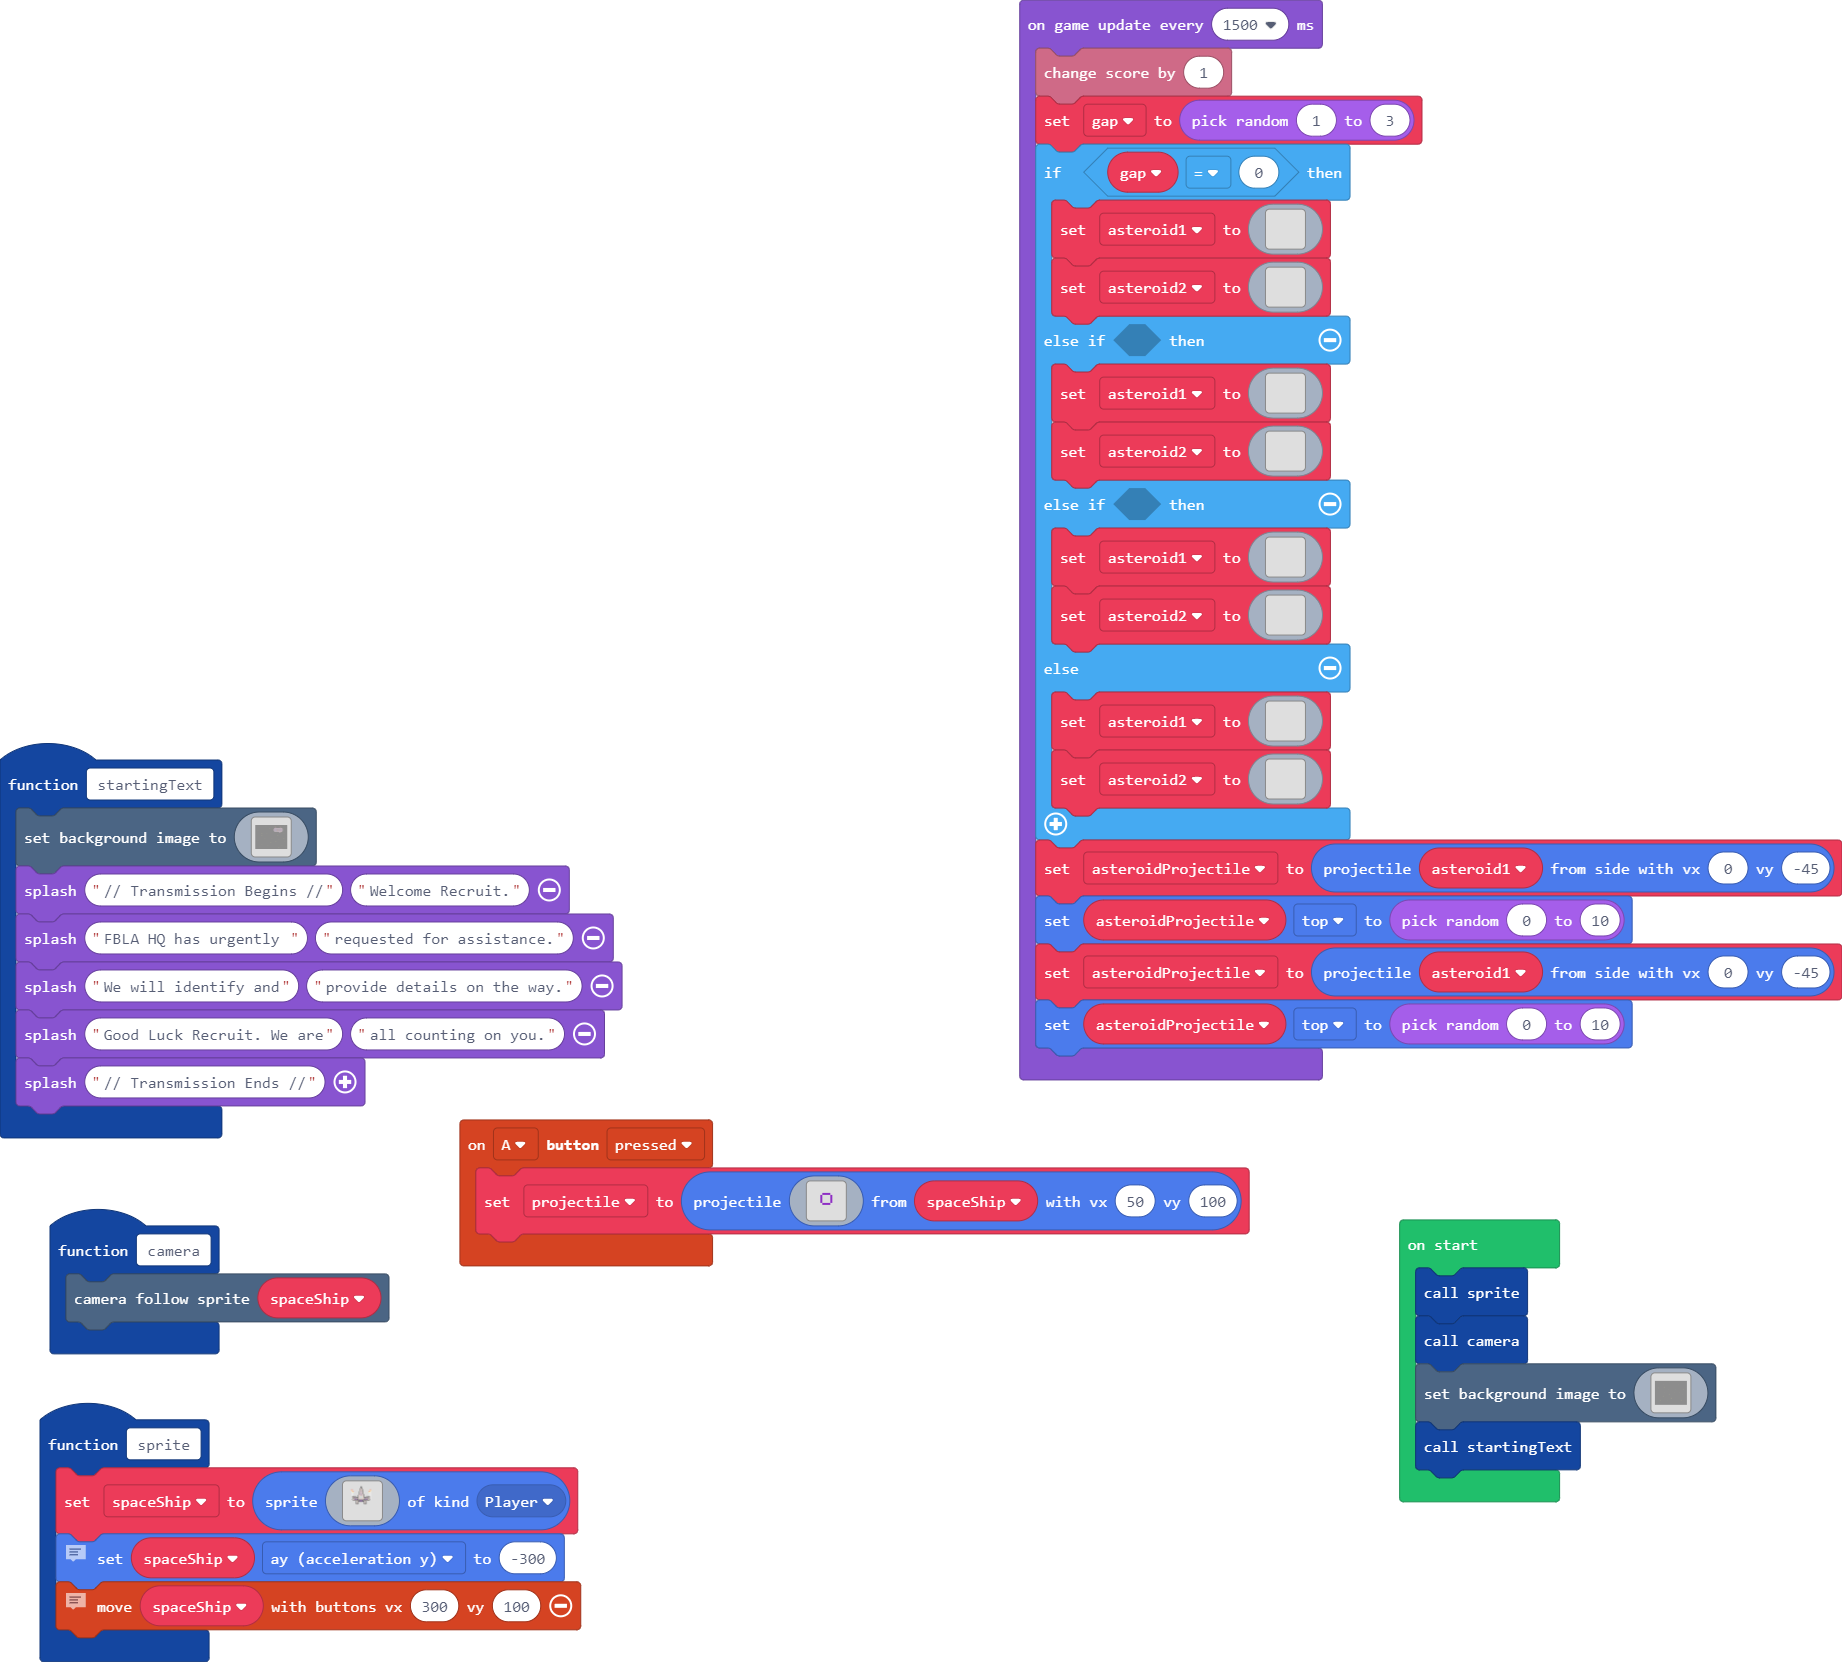 on game update every 1500 ms
change score by 1
set gap to pick random 1 to 3
if gap = 0 then
set asteroid1 to
set asteroid2 to
else if then
set asteroid1 to
set asteroid2 to
else if then
set asteroid1 to
set asteroid2 to
else
set asteroid1 to
set asteroid2 to
set asteroidProjectile to projectile asteroid1 from side with vx 0 vy -45
set asteroidProjectile top to pick random 0 to 10
set asteroidProjectile to projectile asteroid1 from side with vx 0 vy -45
set asteroidProjectile top to pick random 0 to 10
function startingText
set background image to
splash "// Transmission Begins //" "Welcome Recruit."
splash "FBLA HQ has urgently " "requested for assistance."
splash "We will identify and" "provide details on the way."
splash "Good Luck Recruit. We are" "all counting on you."
splash "// Transmission Ends //"
on A button pressed
set projectile to projectile from spaceShip with vx 50 vy 100
function camera
camera follow sprite spaceShip
on start
call sprite
call camera
set background image to
call startingText
function sprite
set spaceShip to sprite of kind Player
set spaceShip ay (acceleration y) to -300
move spaceShip with buttons vx 300 vy 100